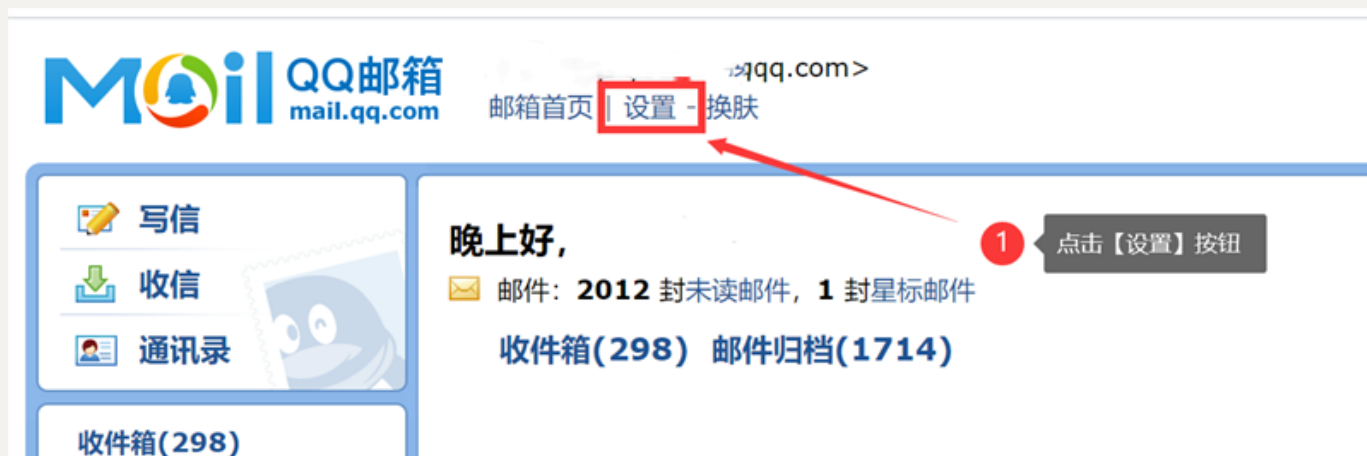 Mail QQ邮箱
mail.qq.com
qq.com>
邮箱首页 | 设置 - 换肤
写信
收信
通讯录
收件箱(298)
晚上好,
邮件: 2012 封未读邮件, 1 封星标邮件
收件箱(298) 邮件归档(1714)
1 点击【设置】按钮